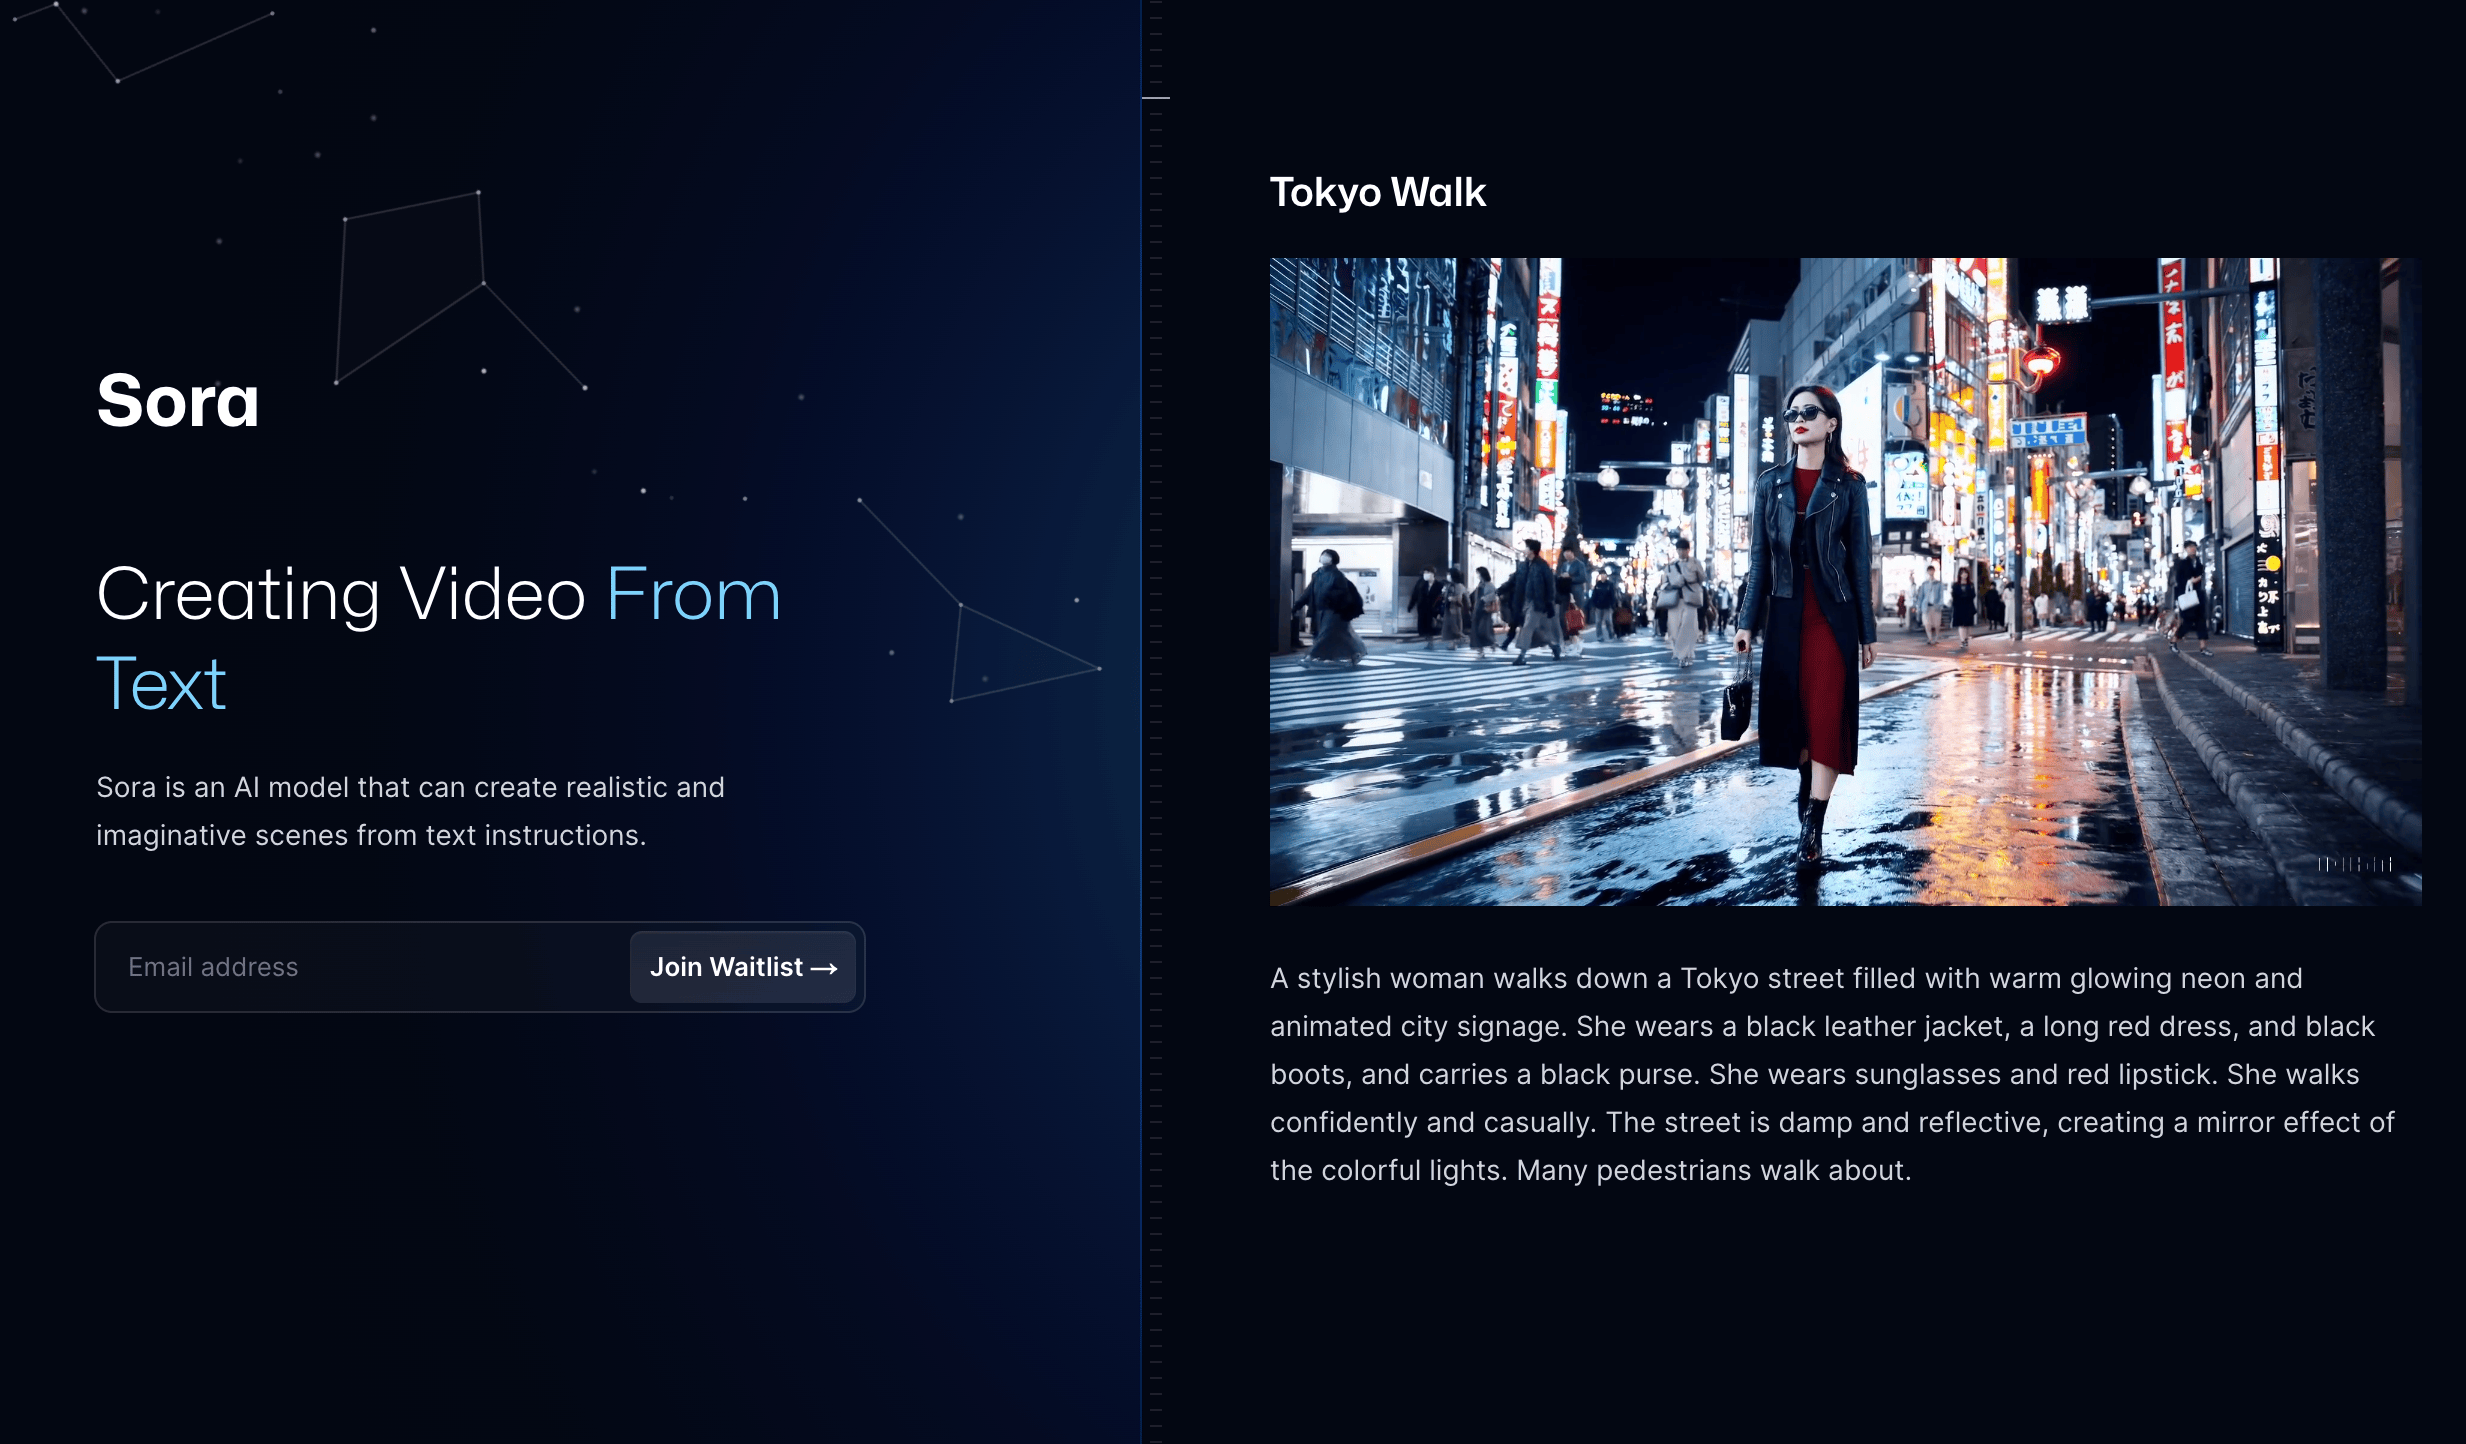 Sora
Creating Video From
Text
Sora is an AI model that can create realistic and
imaginative scenes from text instructions.
Email address
Join Waitlist →
Tokyo Walk
A stylish woman walks down a Tokyo street filled with warm glowing neon and
animated city signage. She wears a black leather jacket, a long red dress, and black
boots, and carries a black purse. She wears sunglasses and red lipstick. She walks
confidently and casually. The street is damp and reflective, creating a mirror effect of
the colorful lights. Many pedestrians walk about.